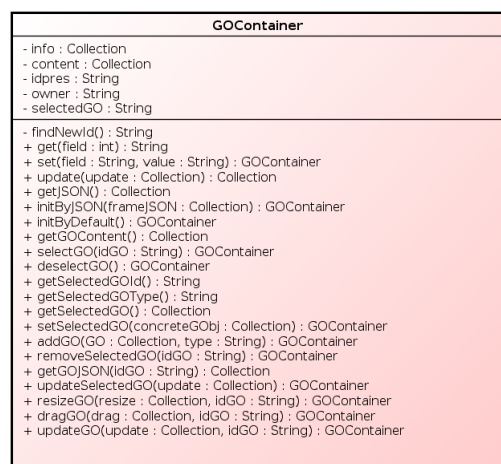 GOContainer
- info : Collection
- content : Collection
- idpres : String
- owner : String
- selectedGO : String
- findNewId() : String
+ get(field : int) : String
+ set(field : String, value : String) : GOContainer
+ update(update : Collection) : Collection
+ getJSON() : Collection
+ initByJSON(frameJSON : Collection) : GOContainer
+ initByDefault() : GOContainer
+ getGOContent() : Collection
+ selectGO(idGO : String) : GOContainer
+ deselectGO() : GOContainer
+ getSelectedGOId() : String
+ getSelectedGOType() : String
+ getSelectedGO() : Collection
+ setSelectedGO(concreteGObj : Collection) : GOContainer
+ addGO(GO : Collection, type : String) : GOContainer
+ removeSelectedGO(idGO : String) : GOContainer
+ getGOJSON(idGO : String) : Collection
+ updateSelectedGO(update : Collection) : GOContainer
+ resizeGO(resize : Collection, idGO : String) : GOContainer
+ dragGO(drag : Collection, idGO : String) : GOContainer
+ updateGO(update : Collection, idGO : String) : GOContainer